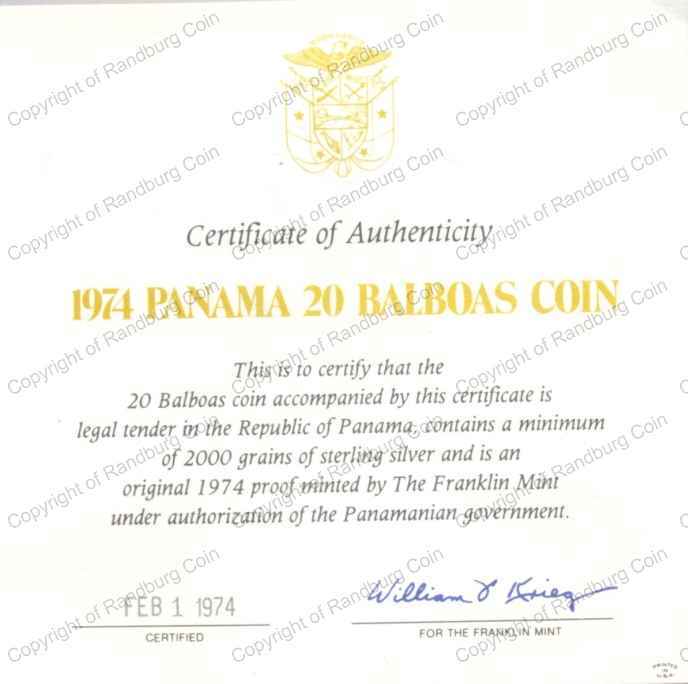 Certificate of Authenticity
1974 PANAMA 20 BALBOAS COIN
This is to certify that the
20 Balboas coin accompanied by this certificate is
legal tender in the Republic of Panama, contains a minimum
of 2000 grains of sterling silver and is an
original 1974 proof minted by The Franklin Mint
under authorization of the Panamanian government.
FEB 1 1974
CERTIFIED
William F Krieg
FOR THE FRANKLIN MINT
PRINTED
IN
U.S.A.
Copyright of Randburg Coin